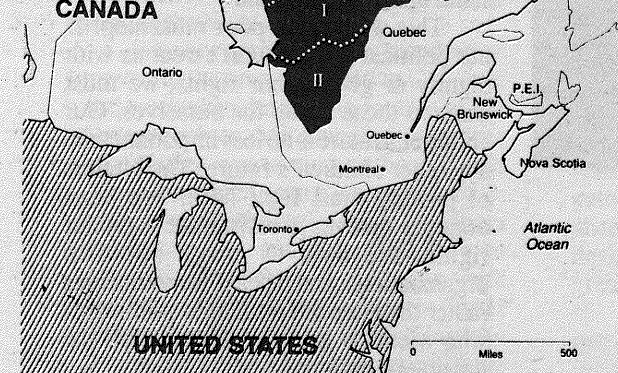 CANADA
I
Quebec
Ontario
II
P.E.I.
New
Brunswick
Quebec
Nova Scotia
Montreal
Toronto
Atlantic
Ocean
UNITED STATES
0
500
Miles